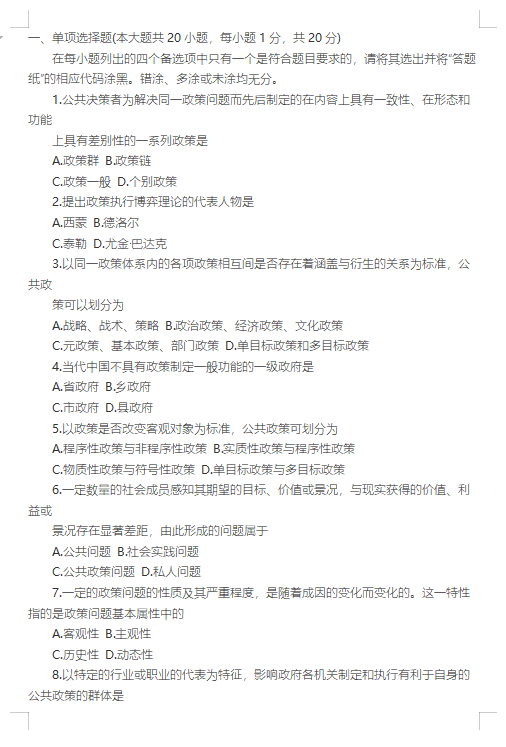 一、单项选择题(本大题共 20 小题，每小题 1 分，共 20 分)
在每小题列出的四个备选项中只有一个是符合题目要求的，请将其选出并将“答题
纸”的相应代码涂黑。错涂、多涂或未涂均无分。
1.公共决策者为解决同一政策问题而先后制定的在内容上具有一致性、在形态和
功能
上具有差别性的一系列政策是
A.政策群 B.政策链
C.政策一般 D.个别政策
2.提出政策执行博弈理论的代表人物是
A.西蒙 B.德洛尔
C.泰勒 D.尤金·巴达克
3.以同一政策体系内的各项政策相互间是否存在着涵盖与衍生的关系为标准，公
共政
策可以划分为
A.战略、战术、策略 B.政治政策、经济政策、文化政策
C.元政策、基本政策、部门政策 D.单目标政策和多目标政策
4.当代中国不具有政策制定一般功能的一级政府是
A.省政府 B.乡政府
C.市政府 D.县政府
5.以政策是否改变客观对象为标准，公共政策可划分为
A.程序性政策与非程序性政策 B.实质性政策与程序性政策
C.物质性政策与符号性政策 D.单目标政策与多目标政策
6.一定数量的社会成员感知其期望的目标、价值或景况，与现实获得的价值、利
益或
景况存在显著差距，由此形成的问题属于
A.公共问题 B.社会实践问题
C.公共政策问题 D.私人问题
7.一定的政策问题的性质及其严重程度，是随着成因的变化而变化的。这一特性
指的是政策问题基本属性中的
A.客观性 B.主观性
C.历史性 D.动态性
8.以特定的行业或职业的代表为特征，影响政府各机关制定和执行有利于自身的
公共政策的群体是